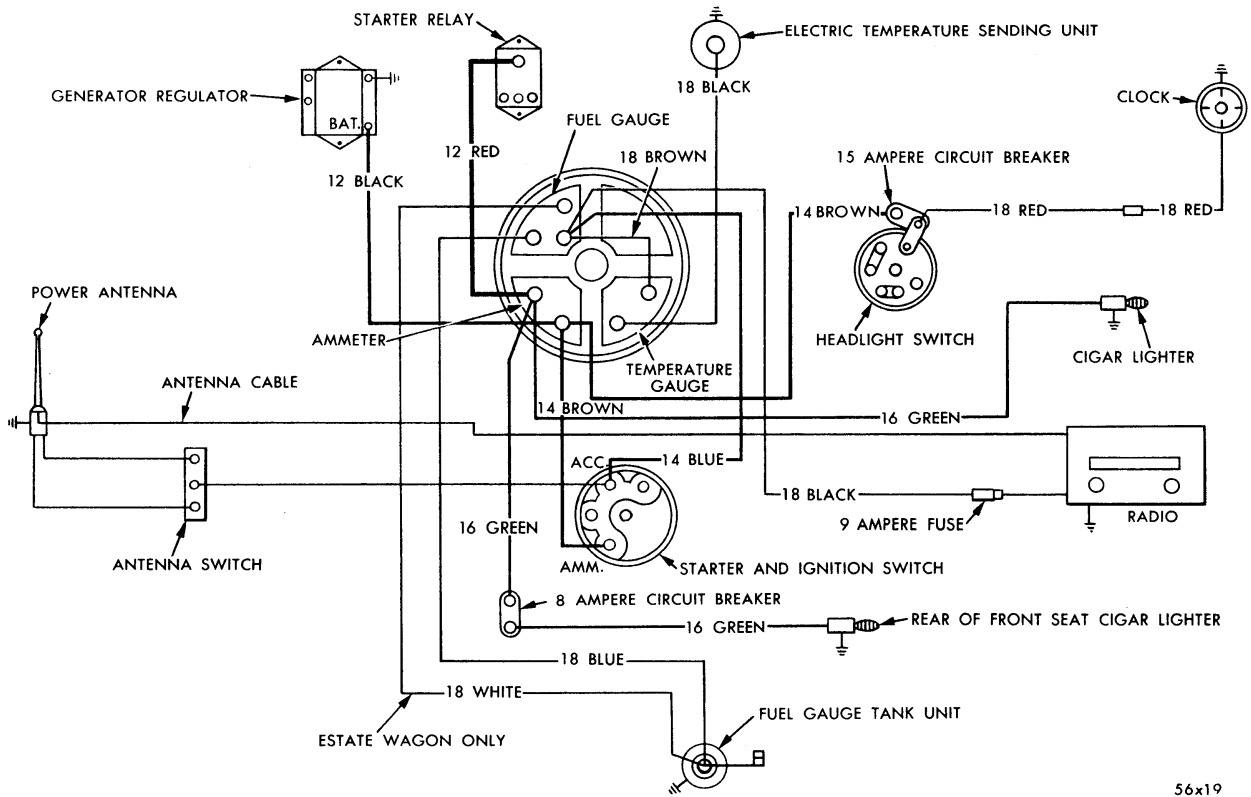 STARTER RELAY
ELECTRIC TEMPERATURE SENDING UNIT
18 BLACK
CLOCK
GENERATOR REGULATOR
BAT.
FUEL GAUGE
12 RED
18 BROWN
15 AMPERE CIRCUIT BREAKER
12 BLACK
14 BROWN
18 RED
18 RED
POWER ANTENNA
AMMETER
HEADLIGHT SWITCH
CIGAR LIGHTER
TEMPERATURE
GAUGE
ANTENNA CABLE
14 BROWN
16 GREEN
ACC.
14 BLUE
18 BLACK
9 AMPERE FUSE
RADIO
16 GREEN
ANTENNA SWITCH
AMM.
STARTER AND IGNITION SWITCH
8 AMPERE CIRCUIT BREAKER
16 GREEN
REAR OF FRONT SEAT CIGAR LIGHTER
18 BLUE
18 WHITE
FUEL GAUGE TANK UNIT
ESTATE WAGON ONLY
56x19